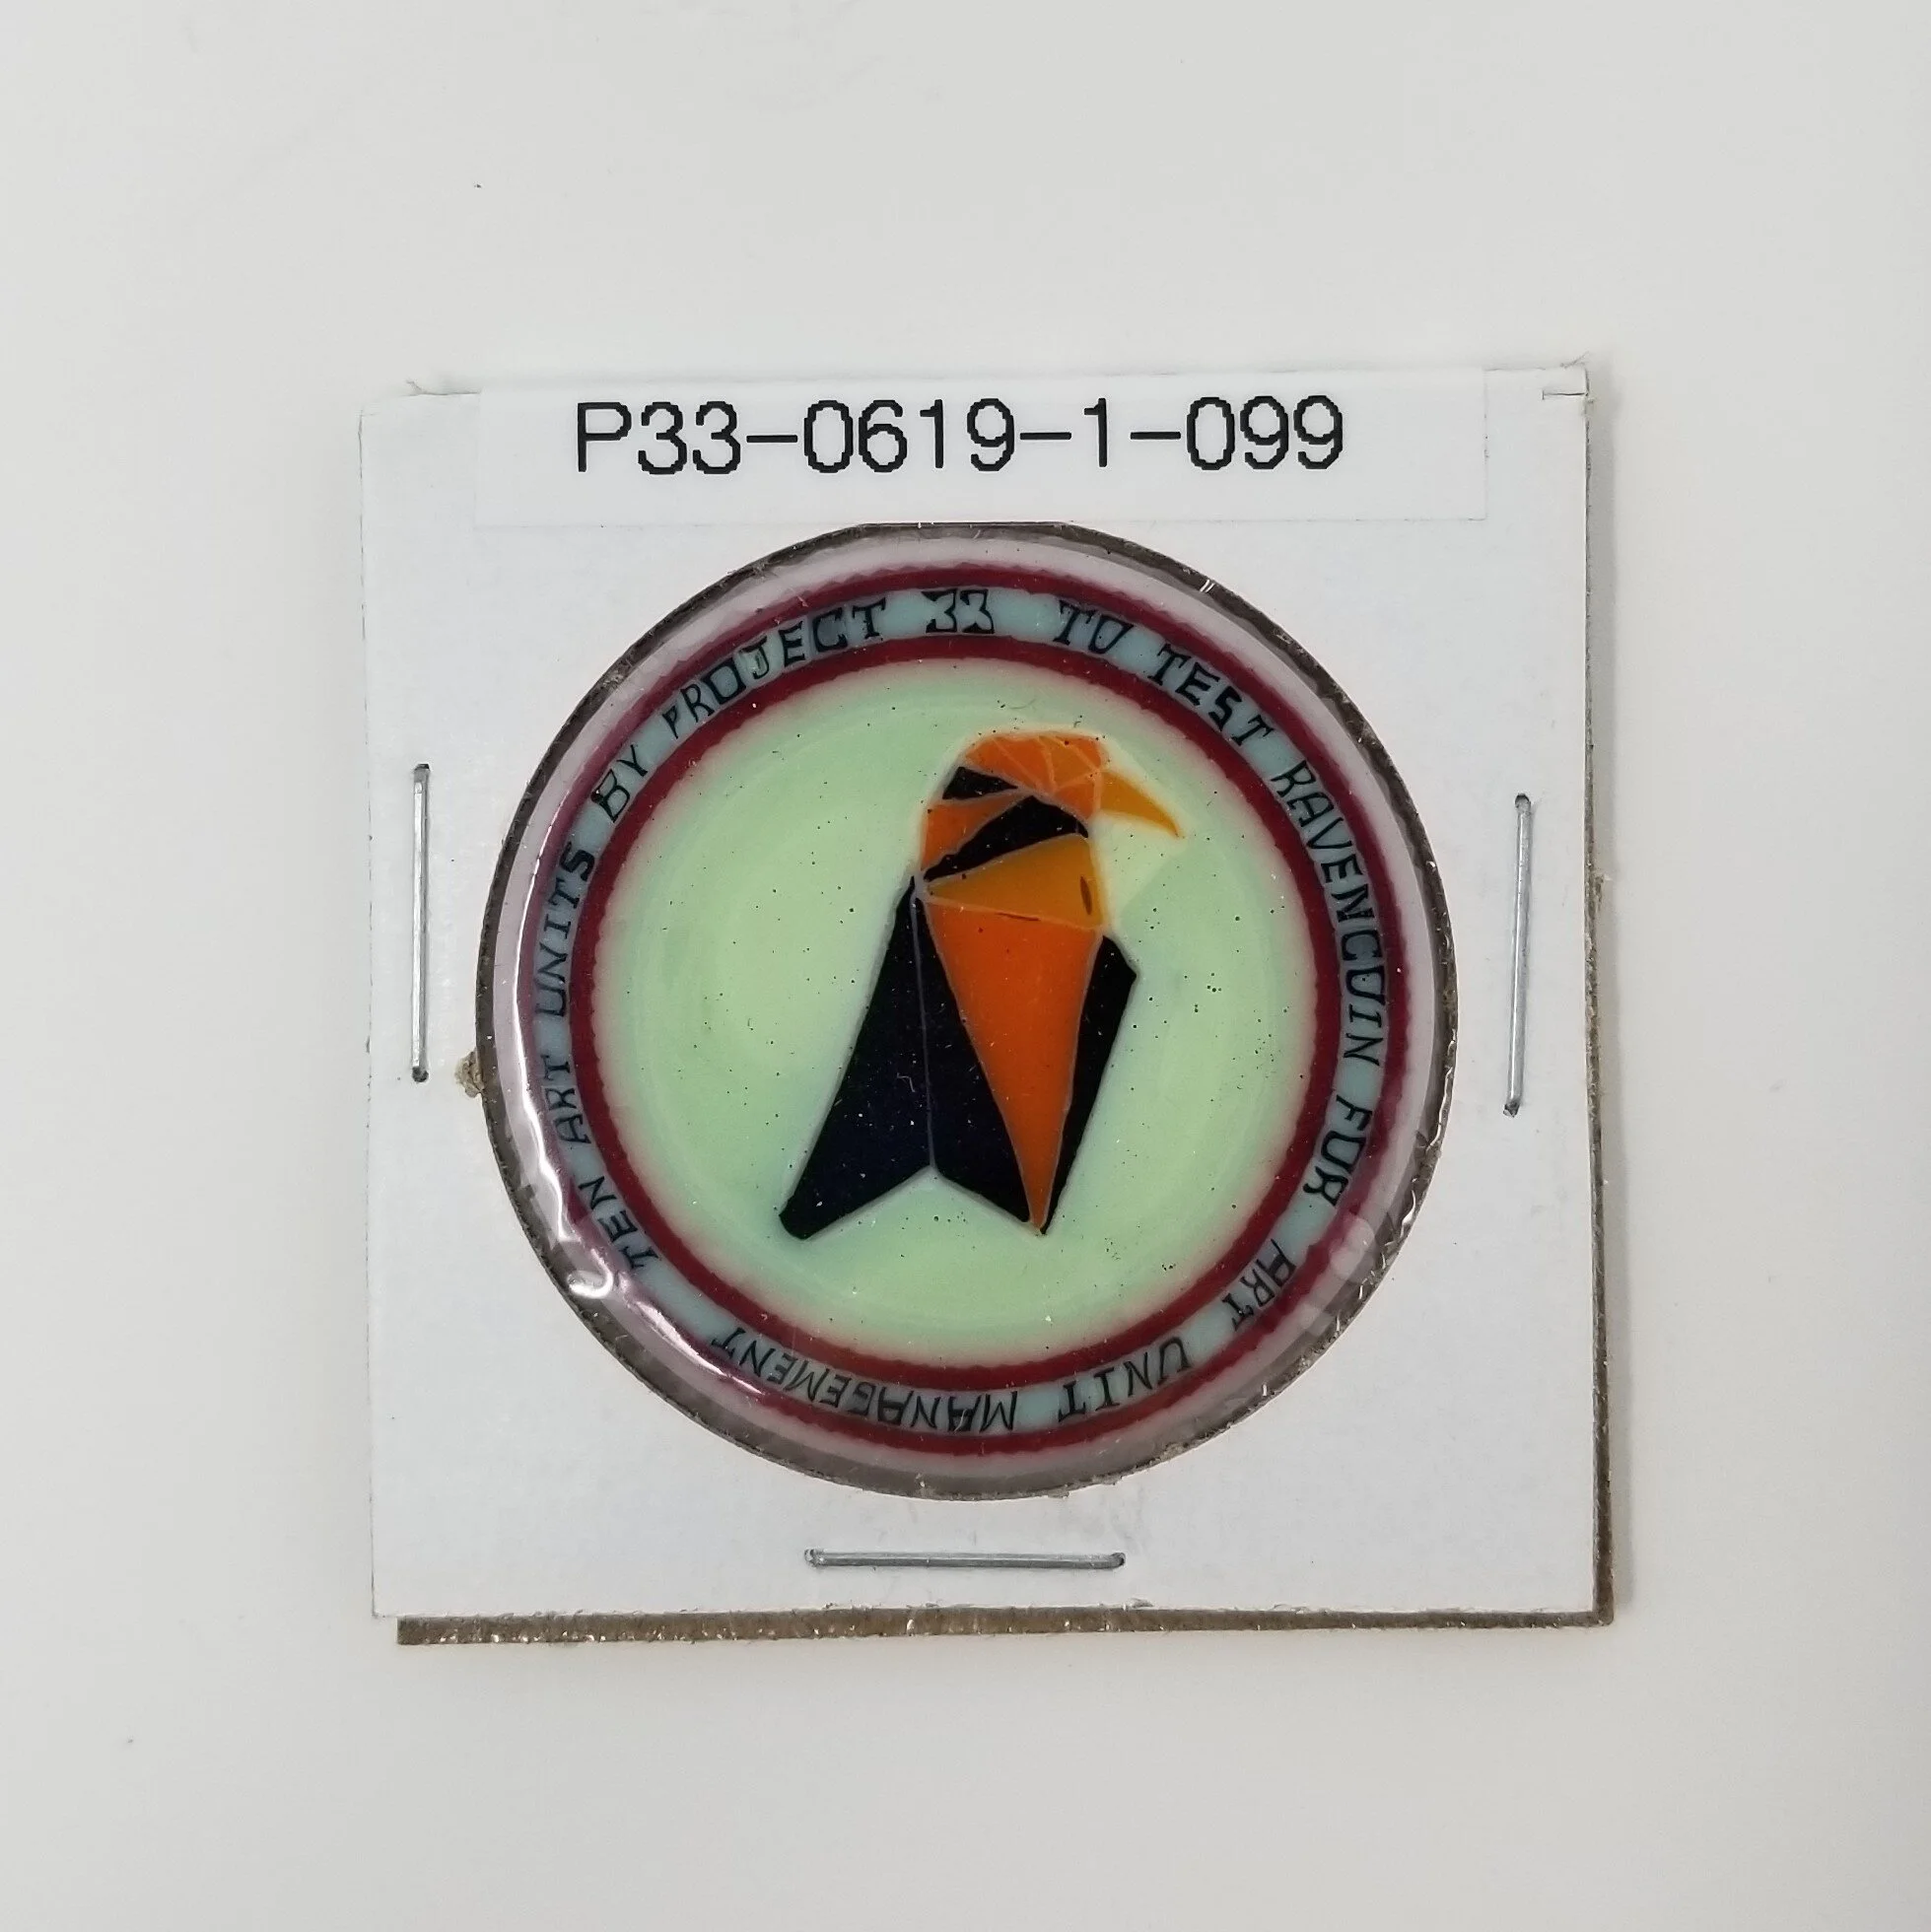 P33-0619-1-099
TEN ART UNITS BY PROJECT 33 TO TEST RAVENCOIN FOR ART UNIT MANAGEMENT